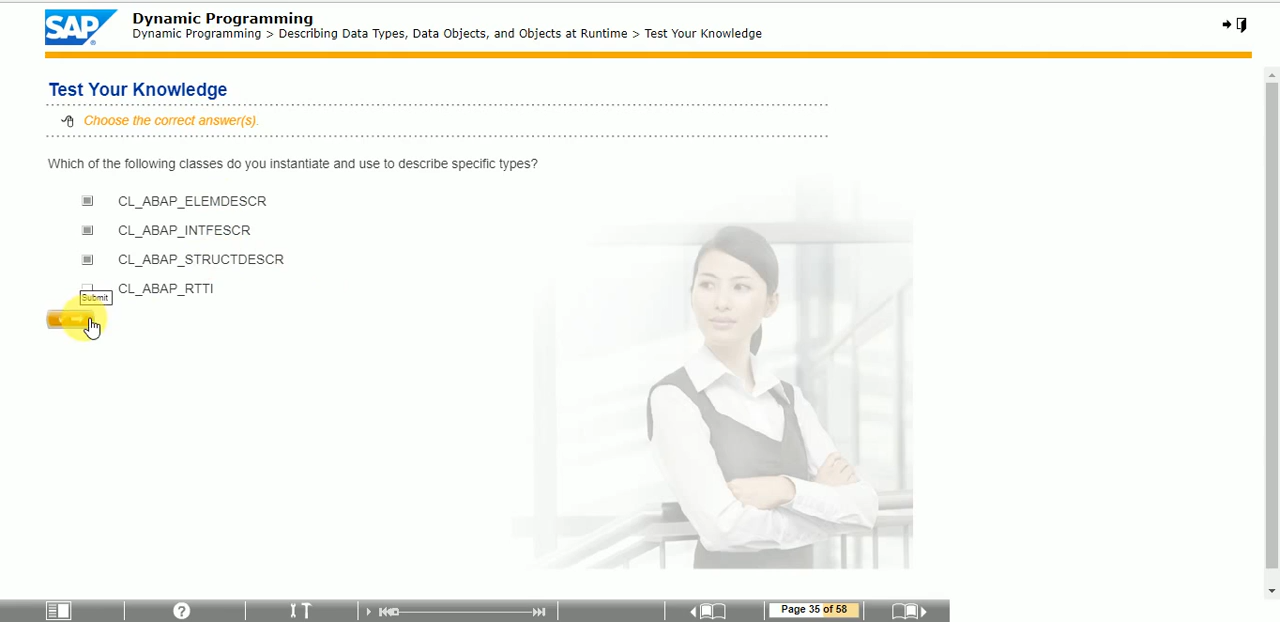 SAP®
Dynamic Programming
Dynamic Programming > Describing Data Types, Data Objects, and Objects at Runtime > Test Your Knowledge
Test Your Knowledge
Choose the correct answer(s).
Which of the following classes do you instantiate and use to describe specific types?
CL_ABAP_ELEMDESCR
CL_ABAP_INTFESCR
CL_ABAP_STRUCTDESCR
CL_ABAP_RTTI
Submit
Page 35 of 58